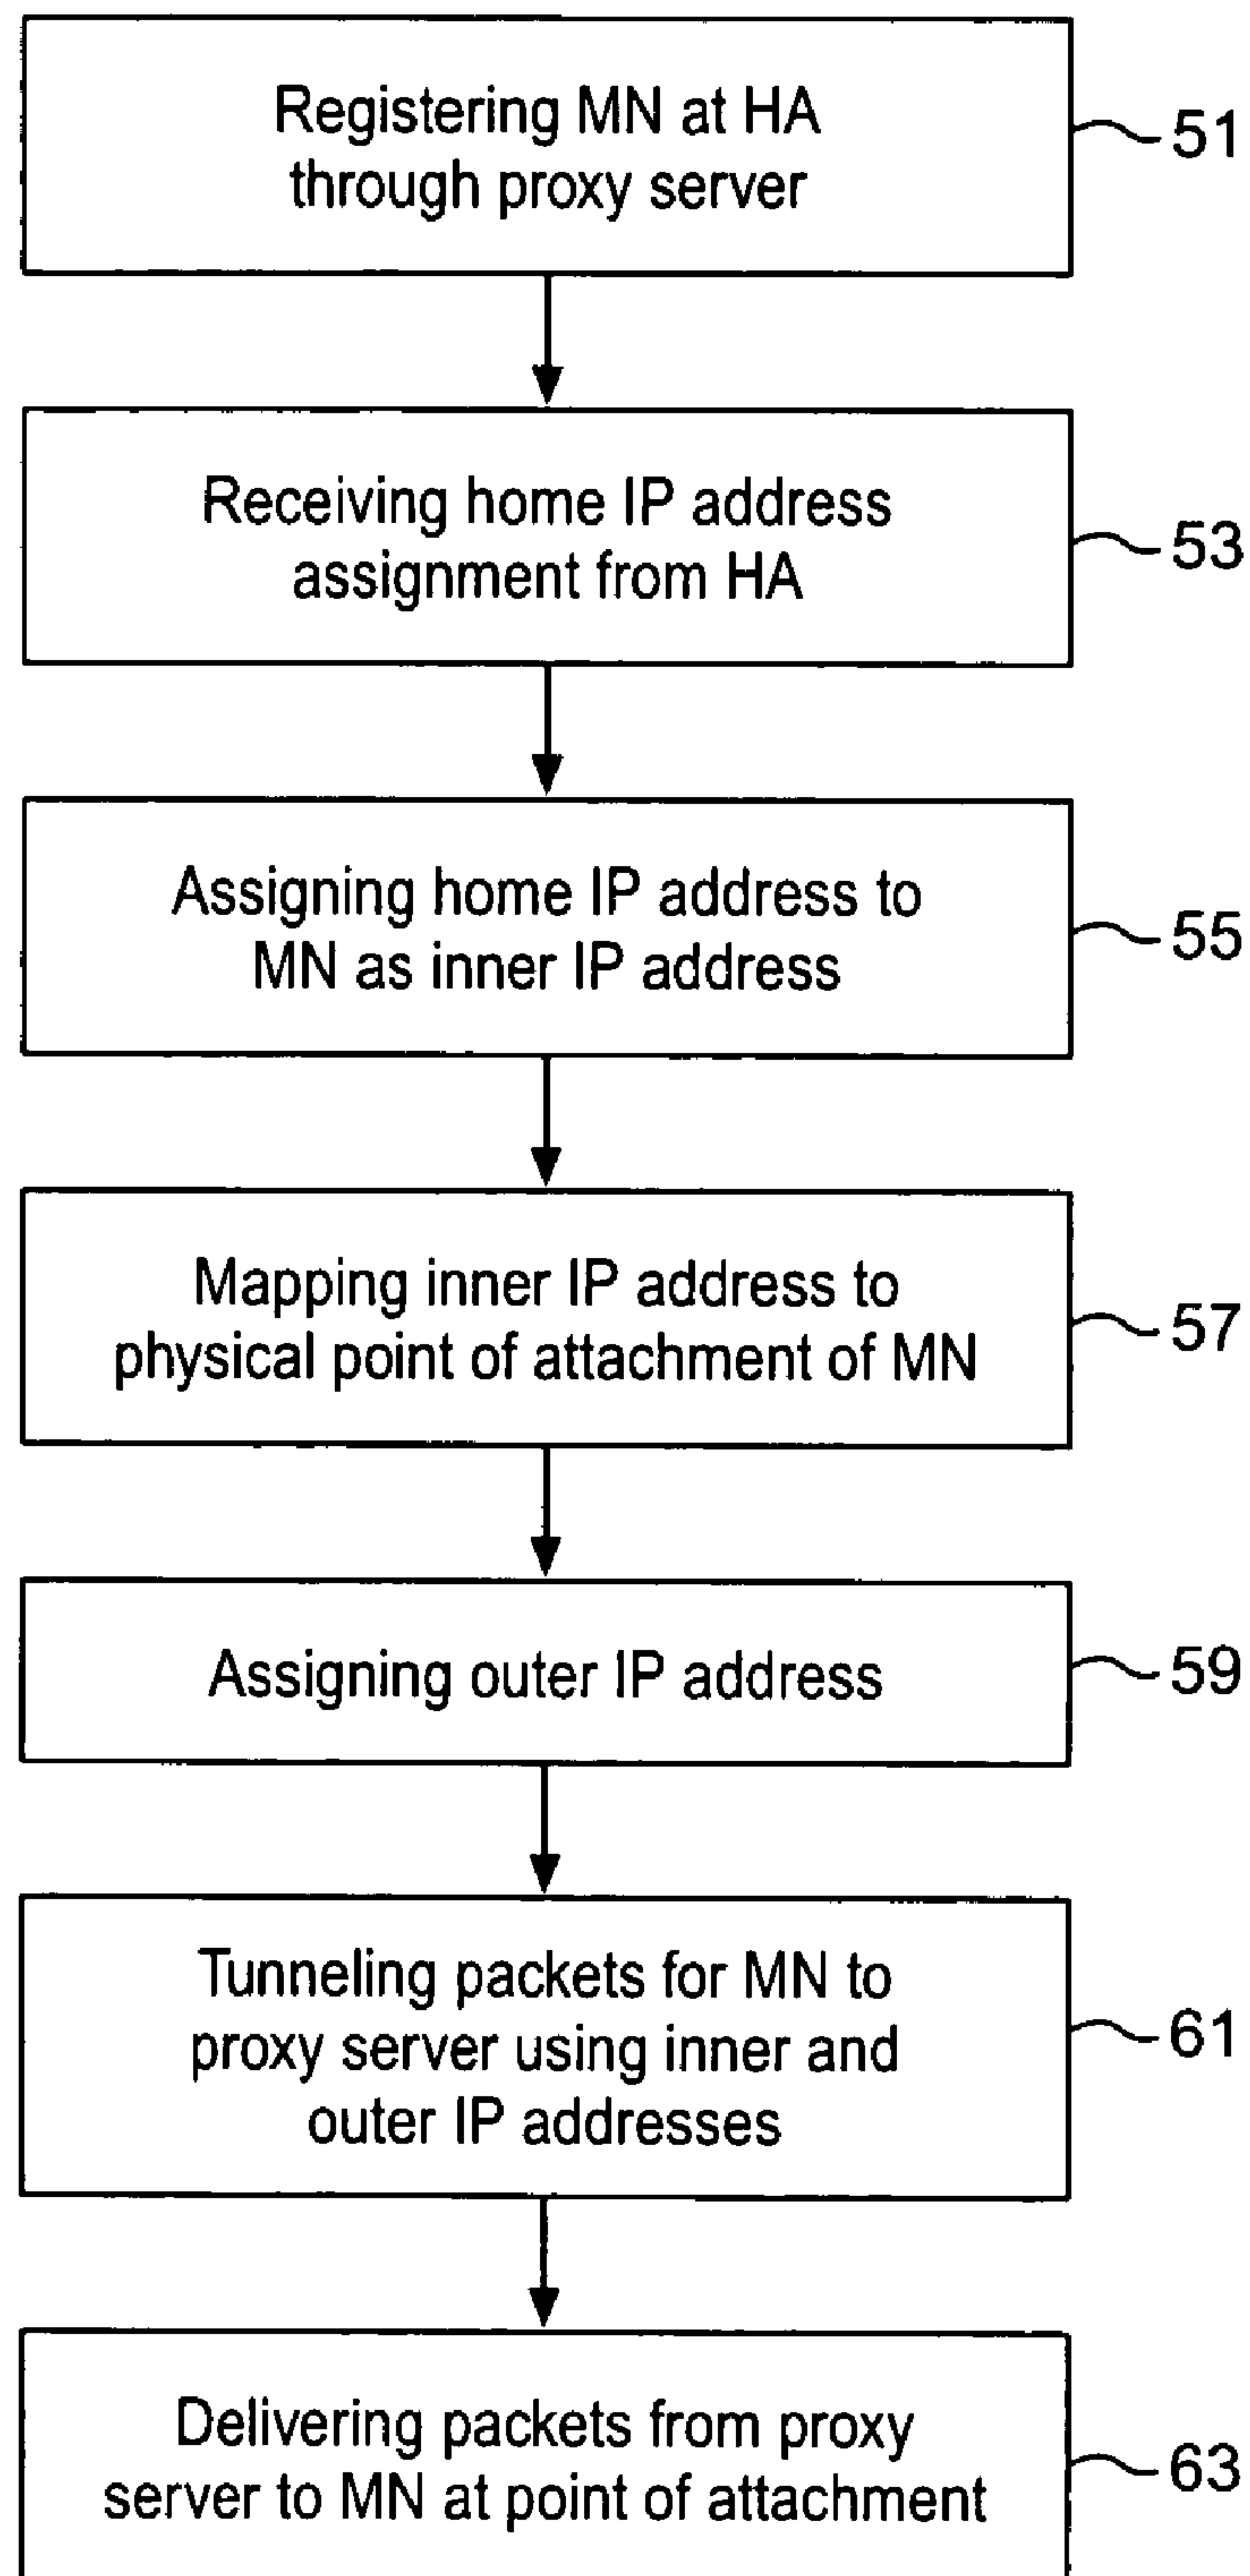 Registering MN at HA
through proxy server
51
Receiving home IP address
assignment from HA
53
Assigning home IP address to
MN as inner IP address
55
Mapping inner IP address to
physical point of attachment of MN
57
Assigning outer IP address
59
Tunneling packets for MN to
proxy server using inner and
outer IP addresses
61
Delivering packets from proxy
server to MN at point of attachment
63